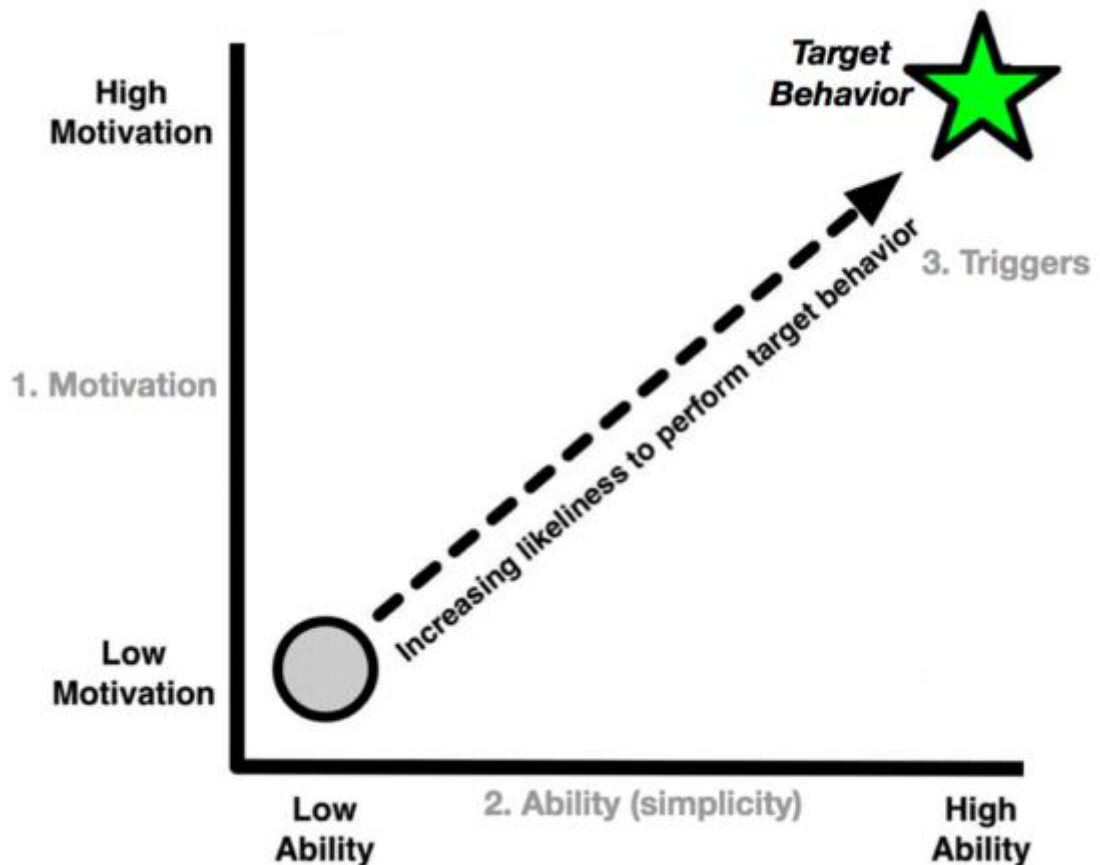 Target
Behavior
High
Motivation
3. Triggers
1. Motivation
Increasing likeliness to perform target behavior
Low
Motivation
2. Ability (simplicity)
Low
Ability
High
Ability